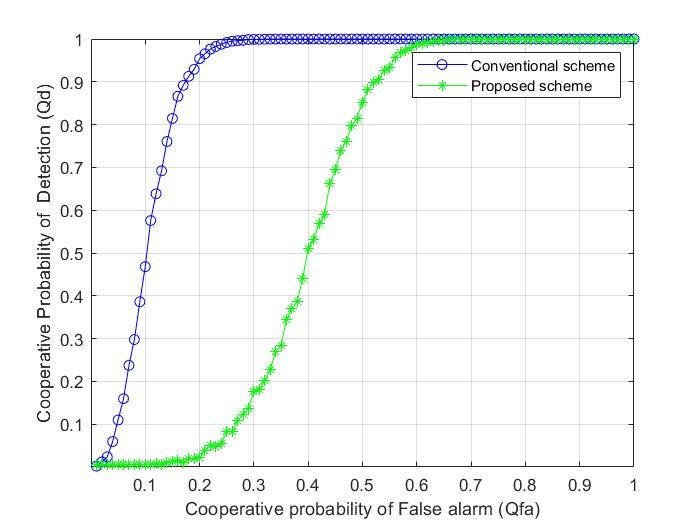 Cooperative Probability of Detection (Qd)
1
0.9
0.8
0.7
0.6
0.5
0.4
0.3
0.2
0.1
Conventional scheme
Proposed scheme
0.1 0.2 0.3 0.4 0.5 0.6 0.7 0.8 0.9 1
Cooperative probability of False alarm (Qfa)